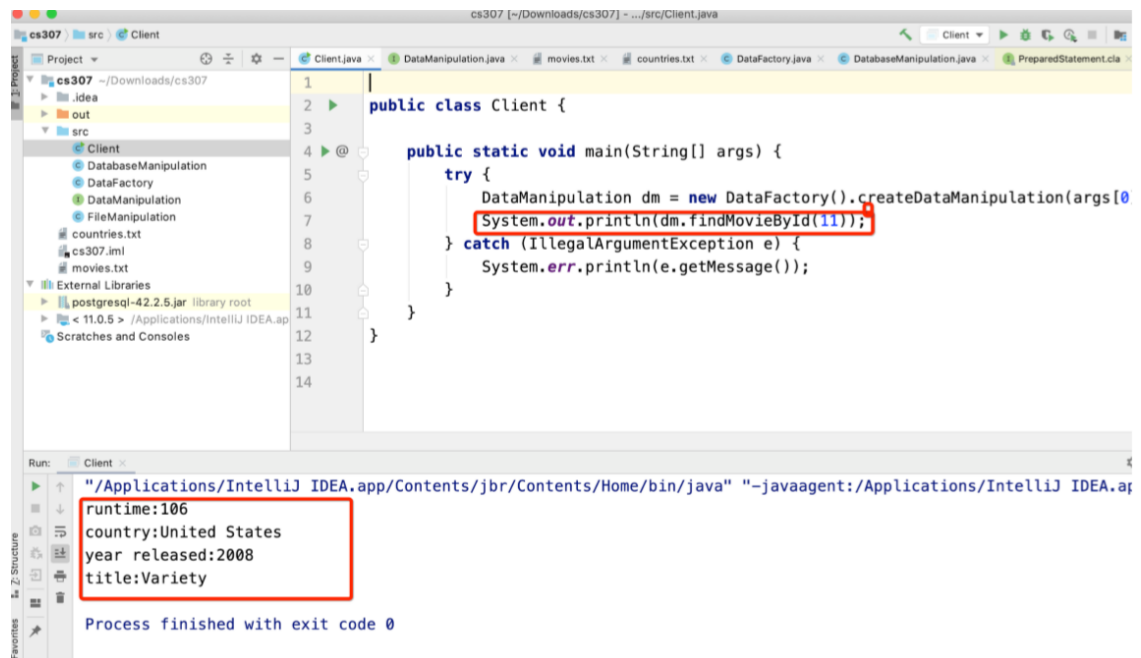 cs307 [~/Downloads/cs307] - .../src/Client.java
cs307 src Client
Client
Project
Client.java DataManipulation.java movies.txt countries.txt DataFactory.java DatabaseManipulation.java PreparedStatement.cla
1: Project
cs307 ~/Downloads/cs307
.idea
out
src
Client
DatabaseManipulation
DataFactory
DataManipulation
FileManipulation
countries.txt
cs307.iml
movies.txt
External Libraries
postgresql-42.2.5.jar library root
< 11.0.5 > /Applications/IntelliJ IDEA.ap
Scratches and Consoles
1
2 public class Client {
3
4 @ public static void main(String[] args) {
5 try {
6 DataManipulation dm = new DataFactory().createDataManipulation(args[0
7 System.out.println(dm.findMovieById(11));
8 } catch (IllegalArgumentException e) {
9 System.err.println(e.getMessage());
10 }
11 }
12 }
13
14
Run: Client
"/Applications/IntelliJ IDEA.app/Contents/jbr/Contents/Home/bin/java" "-javaagent:/Applications/IntelliJ IDEA.ap
runtime:106
country:United States
year released:2008
title:Variety
Process finished with exit code 0
Z: Structure
Favorites